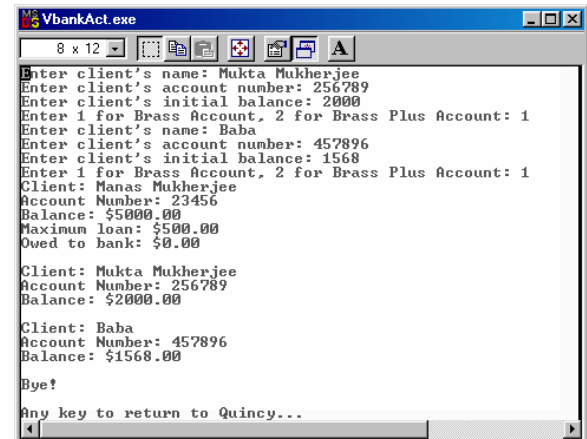 VbankAct.exe
8 x 12
A
Enter client's name: Mukta Mukherjee
Enter client's account number: 256789
Enter client's initial balance: 2000
Enter 1 for Brass Account, 2 for Brass Plus Account: 1
Enter client's name: Baba
Enter client's account number: 457896
Enter client's initial balance: 1568
Enter 1 for Brass Account, 2 for Brass Plus Account: 1
Client: Manas Mukherjee
Account Number: 23456
Balance: $5000.00
Maximum loan: $500.00
Owed to bank: $0.00
Client: Mukta Mukherjee
Account Number: 256789
Balance: $2000.00
Client: Baba
Account Number: 457896
Balance: $1568.00
Bye!
Any key to return to Quincy...